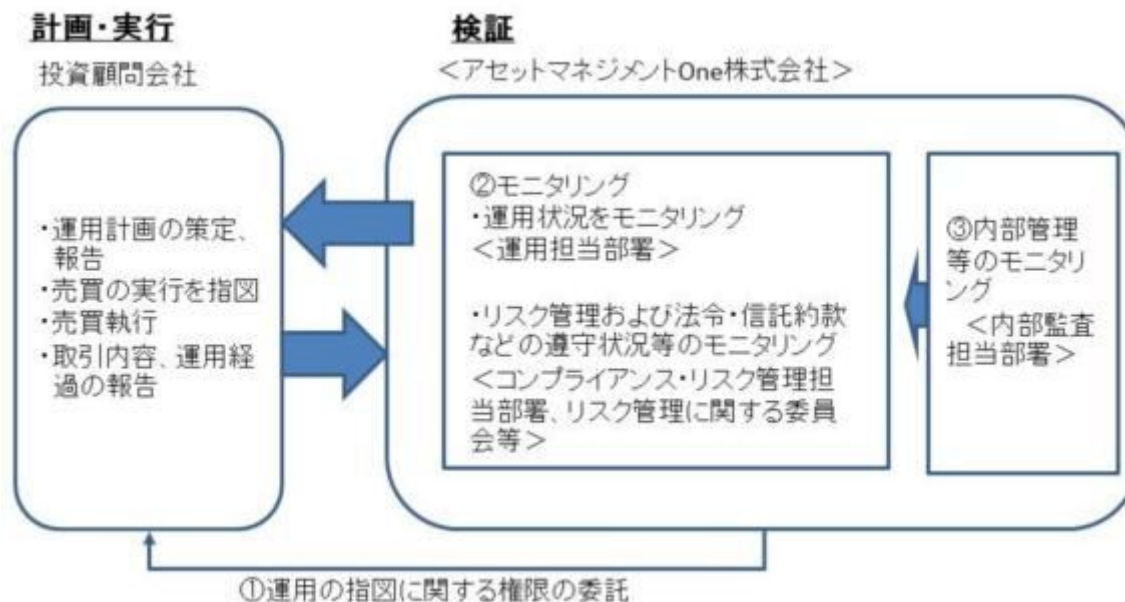 計画・実行
投資顧問会社
・運用計画の策定、
報告
・売買の実行を指図
・売買執行
・取引内容、運用経
過の報告
検証
＜アセットマネジメントOne株式会社＞
②モニタリング
・運用状況をモニタリング
＜運用担当部署＞
・リスク管理および法令・信託約款
などの遵守状況等のモニタリング
＜コンプライアンス・リスク管理担
当部署、リスク管理に関する委員
会等＞
③内部管理
等のモニタリ
ング
＜内部監査
担当部署＞
①運用の指図に関する権限の委託